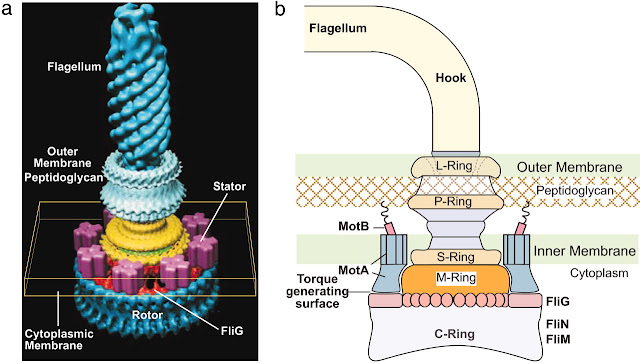 a
Flagellum
Outer
Membrane
Peptidoglycan
Stator
Rotor
FliG
Cytoplasmic
Membrane
b
Flagellum
Hook
L-Ring
Outer Membrane
Peptidoglycan
P-Ring
MotB
Inner Membrane
S-Ring
MotA
Cytoplasm
M-Ring
Torque
generating
surface
FliG
C-Ring
FliN
FliM